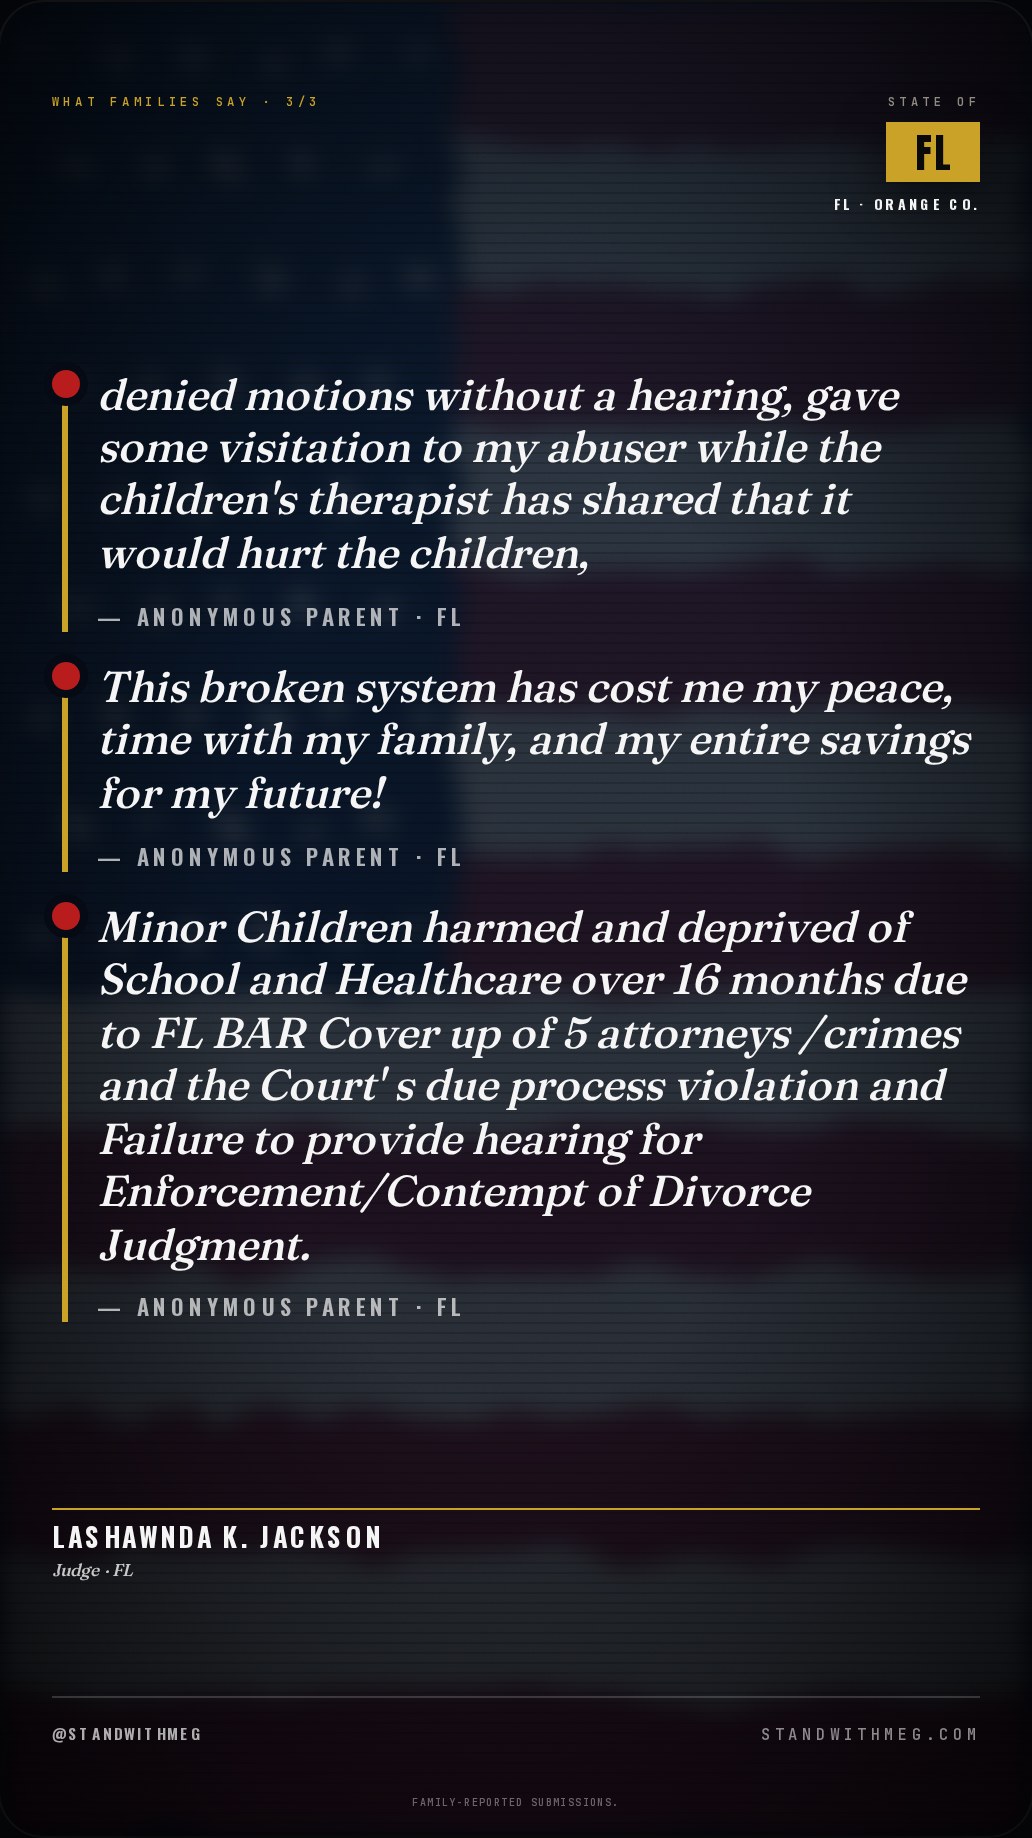 WHAT FAMILIES SAY · 3/3
STATE OF
FL
FL · ORANGE CO.
denied motions without a hearing, gave
some visitation to my abuser while the
children's therapist has shared that it
would hurt the children,
— ANONYMOUS PARENT · FL
This broken system has cost me my peace,
time with my family, and my entire savings
for my future!
— ANONYMOUS PARENT · FL
Minor Children harmed and deprived of
School and Healthcare over 16 months due
to FL BAR Cover up of 5 attorneys /crimes
and the Court' s due process violation and
Failure to provide hearing for
Enforcement/Contempt of Divorce
Judgment.
— ANONYMOUS PARENT · FL
LASHAWNDA K. JACKSON
Judge · FL
@STANDWITHMEG
STANDWITHMEG.COM
FAMILY-REPORTED SUBMISSIONS.